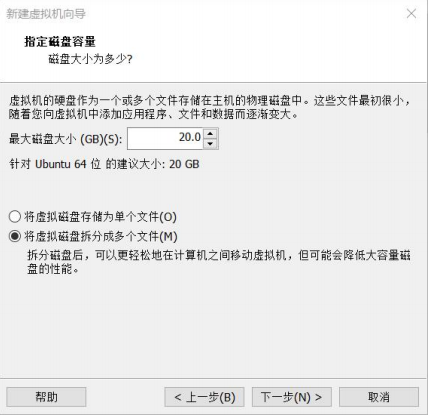 新建虚拟机向导
指定磁盘容量
磁盘大小为多少?
虚拟机的硬盘作为一个或多个文件存储在主机的物理磁盘中。这些文件最初很小，
随着您向虚拟机中添加应用程序、文件和数据而逐渐变大。
最大磁盘大小 (GB)(S): 20.0
针对 Ubuntu 64 位 的建议大小: 20 GB
将虚拟磁盘存储为单个文件(O)
将虚拟磁盘拆分成多个文件(M)
拆分磁盘后，可以更轻松地在计算机之间移动虚拟机，但可能会降低大容量磁
盘的性能。
帮助 < 上一步(B) 下一步(N) > 取消